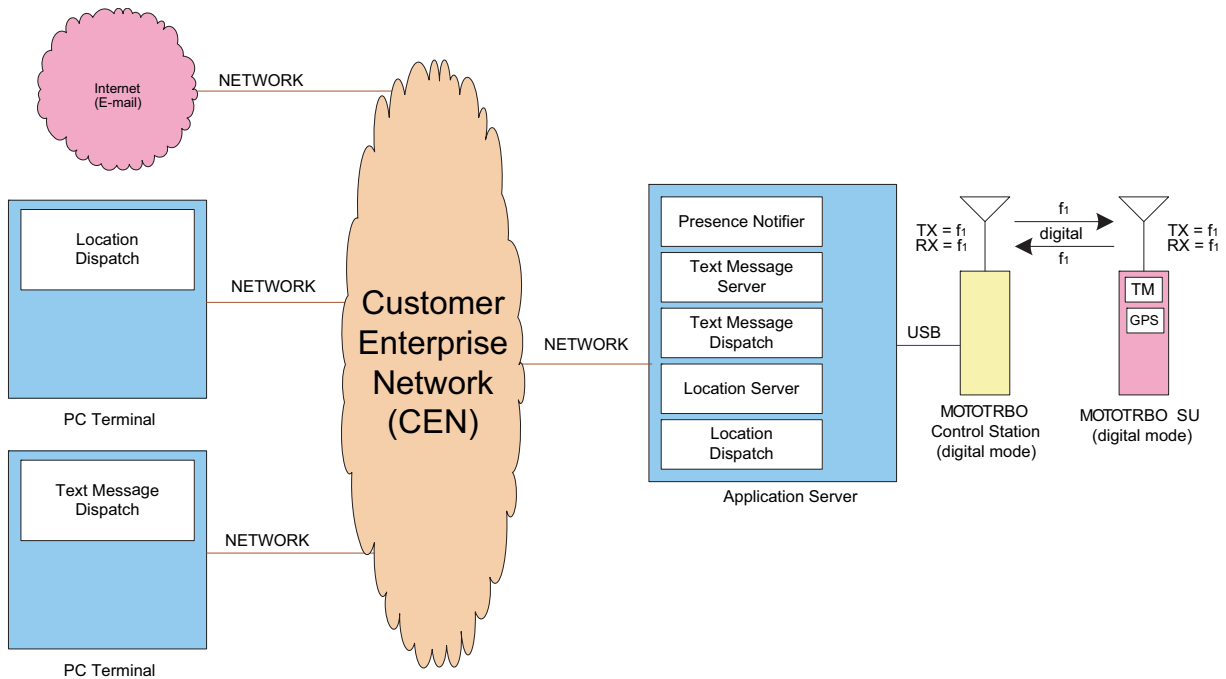 Internet
(E-mail)
NETWORK
Location
Dispatch
NETWORK
PC Terminal
Text Message
Dispatch
NETWORK
PC Terminal
Customer
Enterprise
Network
(CEN)
NETWORK
Presence Notifier
Text Message
Server
Text Message
Dispatch
Location Server
Location
Dispatch
Application Server
USB
TX = f₁
RX = f₁
f₁
digital
f₁
TX = f₁
RX = f₁
TM
GPS
MOTOTRBO
Control Station
(digital mode)
MOTOTRBO SU
(digital mode)